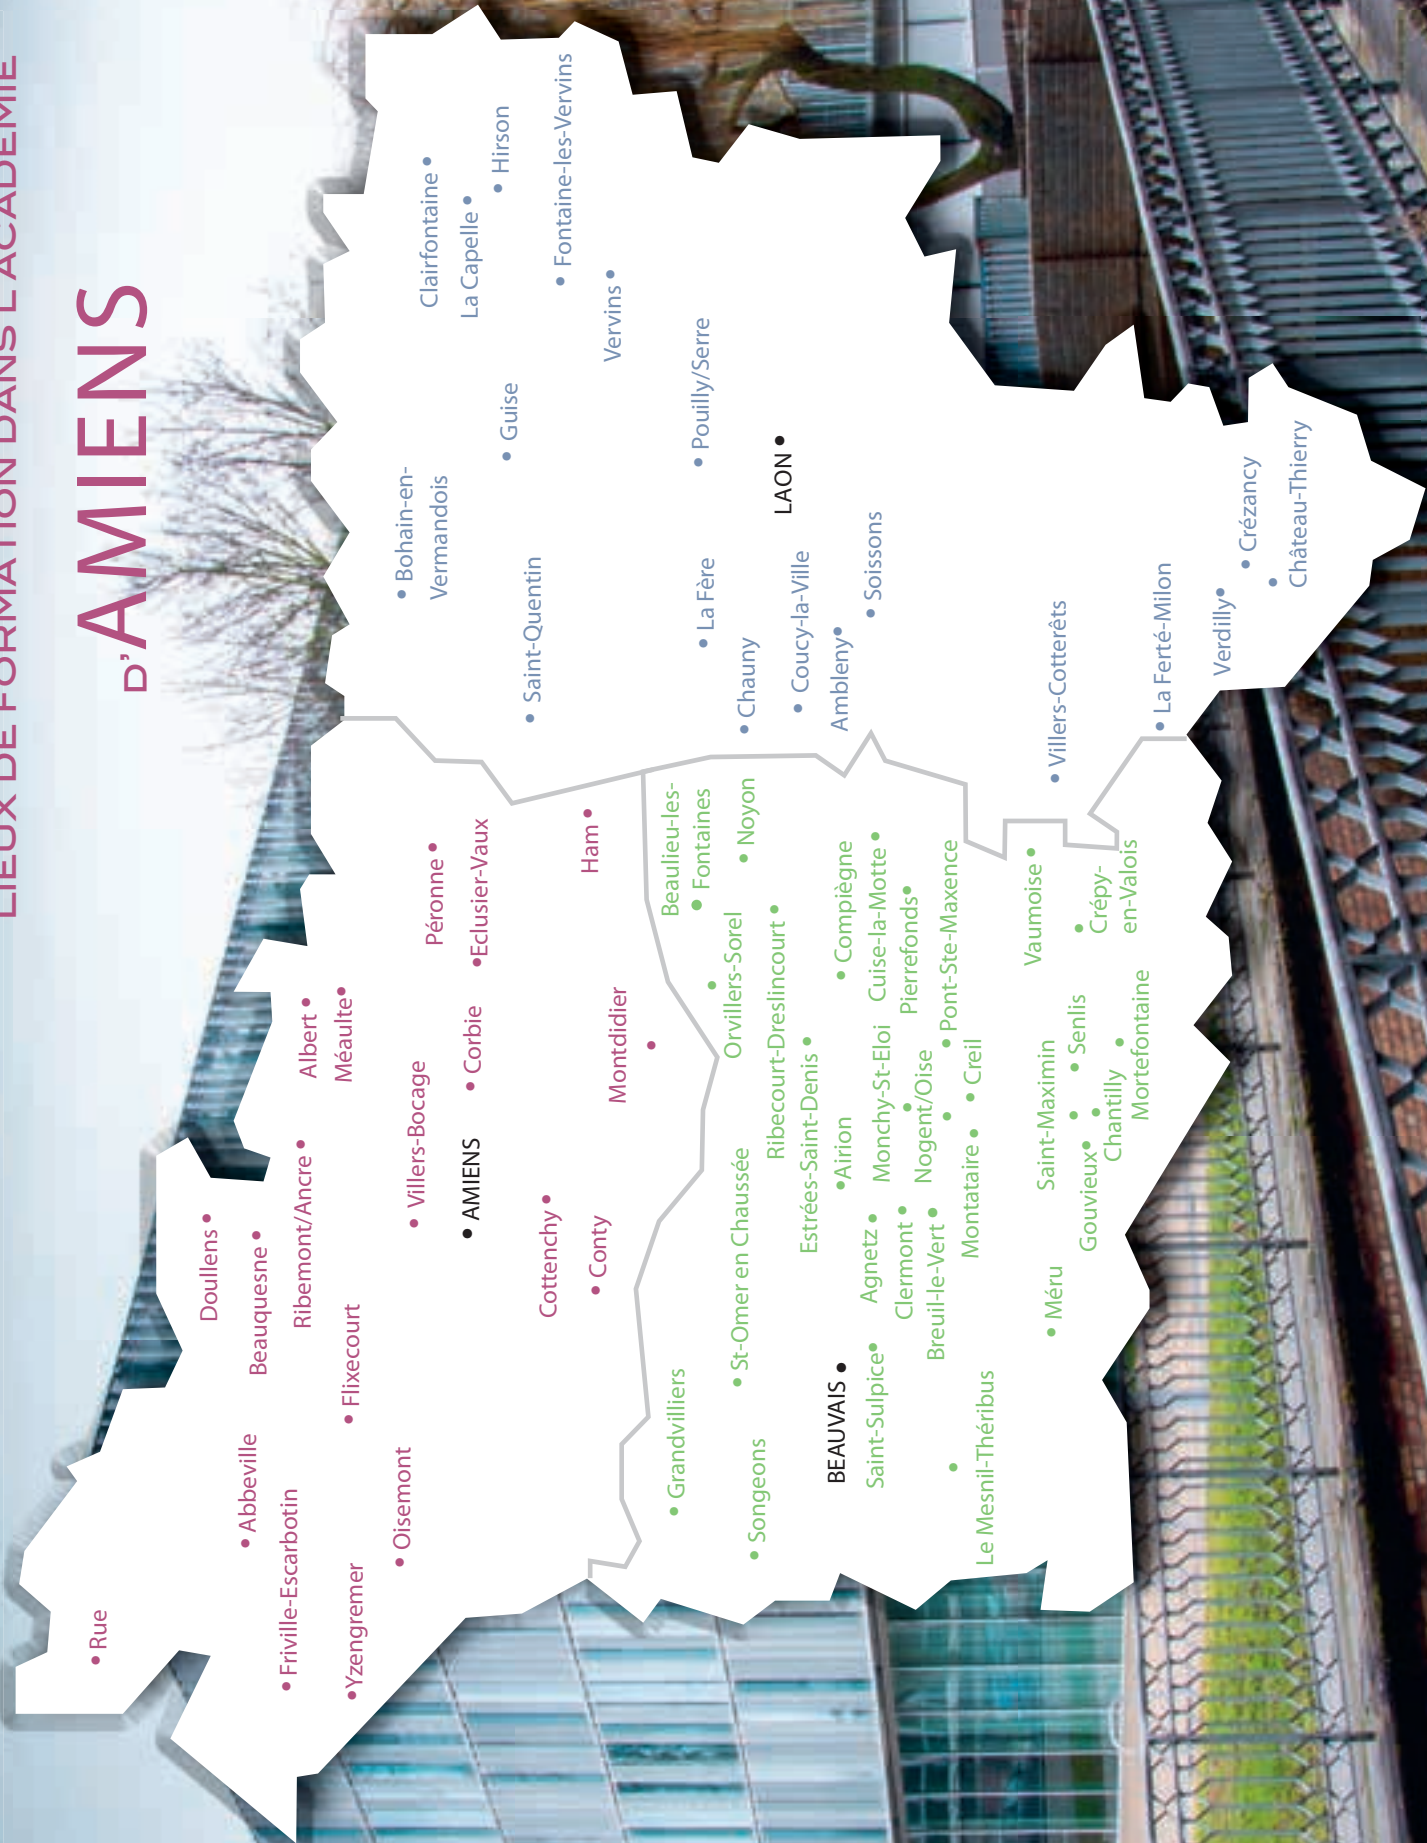 LIEUX DE FORMATION DANS L'ACADÉMIE
D'AMIENS
Rue
Abbeville
Friville-Escarbotin
Yzengremer
Oisemont
Flixecourt
Doullens
Beauquesne
Ribemont/Ancre
Albert
Méaulte
Villers-Bocage
AMIENS
Corbie
Péronne
Eclusier-Vaux
Cottenchy
Conty
Montdidier
Ham
Grandvilliers
Songeons
St-Omer en Chaussée
BEAUVAIS
Saint-Sulpice
Le Mesnil-Théribus
Beaulieu-les-
Fontaines
Noyon
Orvillers-Sorel
Ribecourt-Dreslincourt
Estrées-Saint-Denis
Airion
Compiègne
Cuise-la-Motte
Pierrefonds
Agnetz
Clermont
Breuil-le-Vert
Monchy-St-Eloi
Nogent/Oise
Pont-Ste-Maxence
Montataire
Creil
Méru
Saint-Maximin
Gouvieux
Chantilly
Senlis
Mortefontaine
Vaumoise
Crépy-
en-Valois
Bohain-en-
Vermandois
Saint-Quentin
Guise
Clairfontaine
La Capelle
Hirson
Fontaine-les-Vervins
Vervins
Pouilly/Serre
La Fère
Chauny
LAON
Coucy-la-Ville
Ambleny
Soissons
Villers-Cotterêts
La Ferté-Milon
Verdilly
Crézancy
Château-Thierry